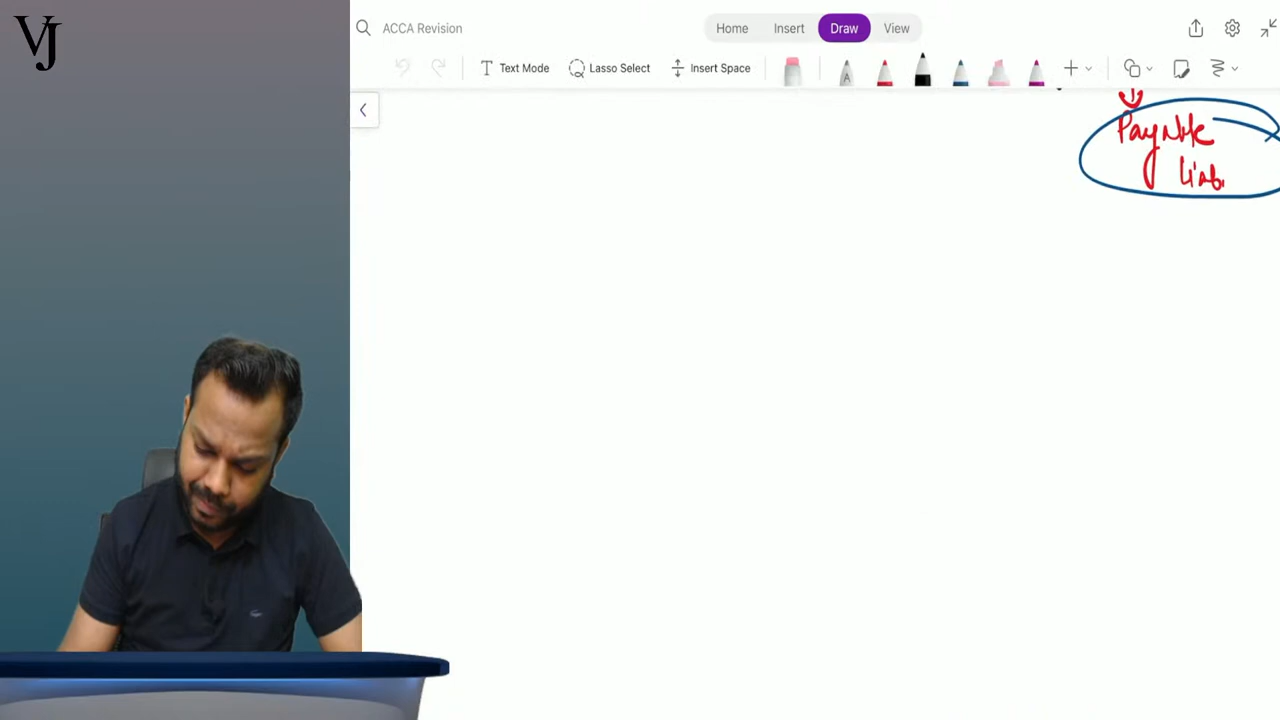 VJ
ACCA Revision
Home Insert Draw View
Text Mode Lasso Select Insert Space
A
Payable
Liab.